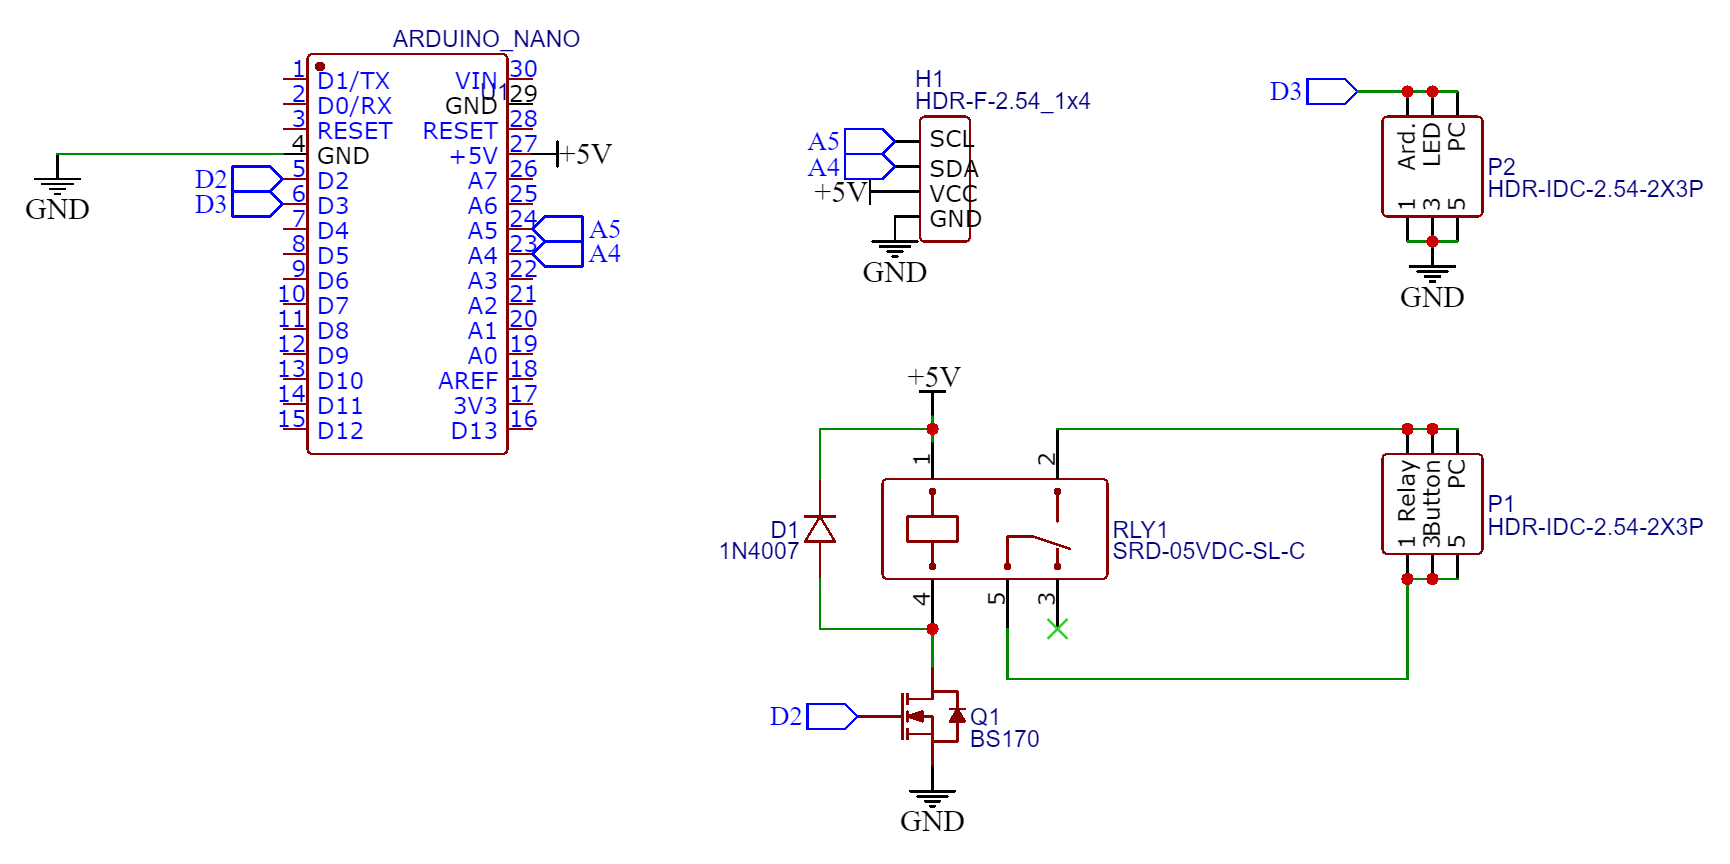 ARDUINO_NANO
U1
1 D1/TX VIN 30
2 D0/RX GND 29
3 RESET RESET 28
4 GND +5V 27 +5V
5 D2 A7 26
6 D3 A6 25
7 D4 A5 24
8 D5 A4 23
9 D6 A3 22
10 D7 A2 21
11 D8 A1 20
12 D9 A0 19
13 D10 AREF 18
14 D11 3V3 17
15 D12 D13 16
GND
D2
D3
A5
A4
H1
HDR-F-2.54_1x4
A5 SCL
A4 SDA
+5V VCC
GND
GND
D3
Ard. LED PC
1 3 5
P2
HDR-IDC-2.54-2X3P
GND
+5V
1
2
D1
1N4007
RLY1
SRD-05VDC-SL-C
4
5
3
Relay Button PC
1 3 5
P1
HDR-IDC-2.54-2X3P
D2
Q1
BS170
GND